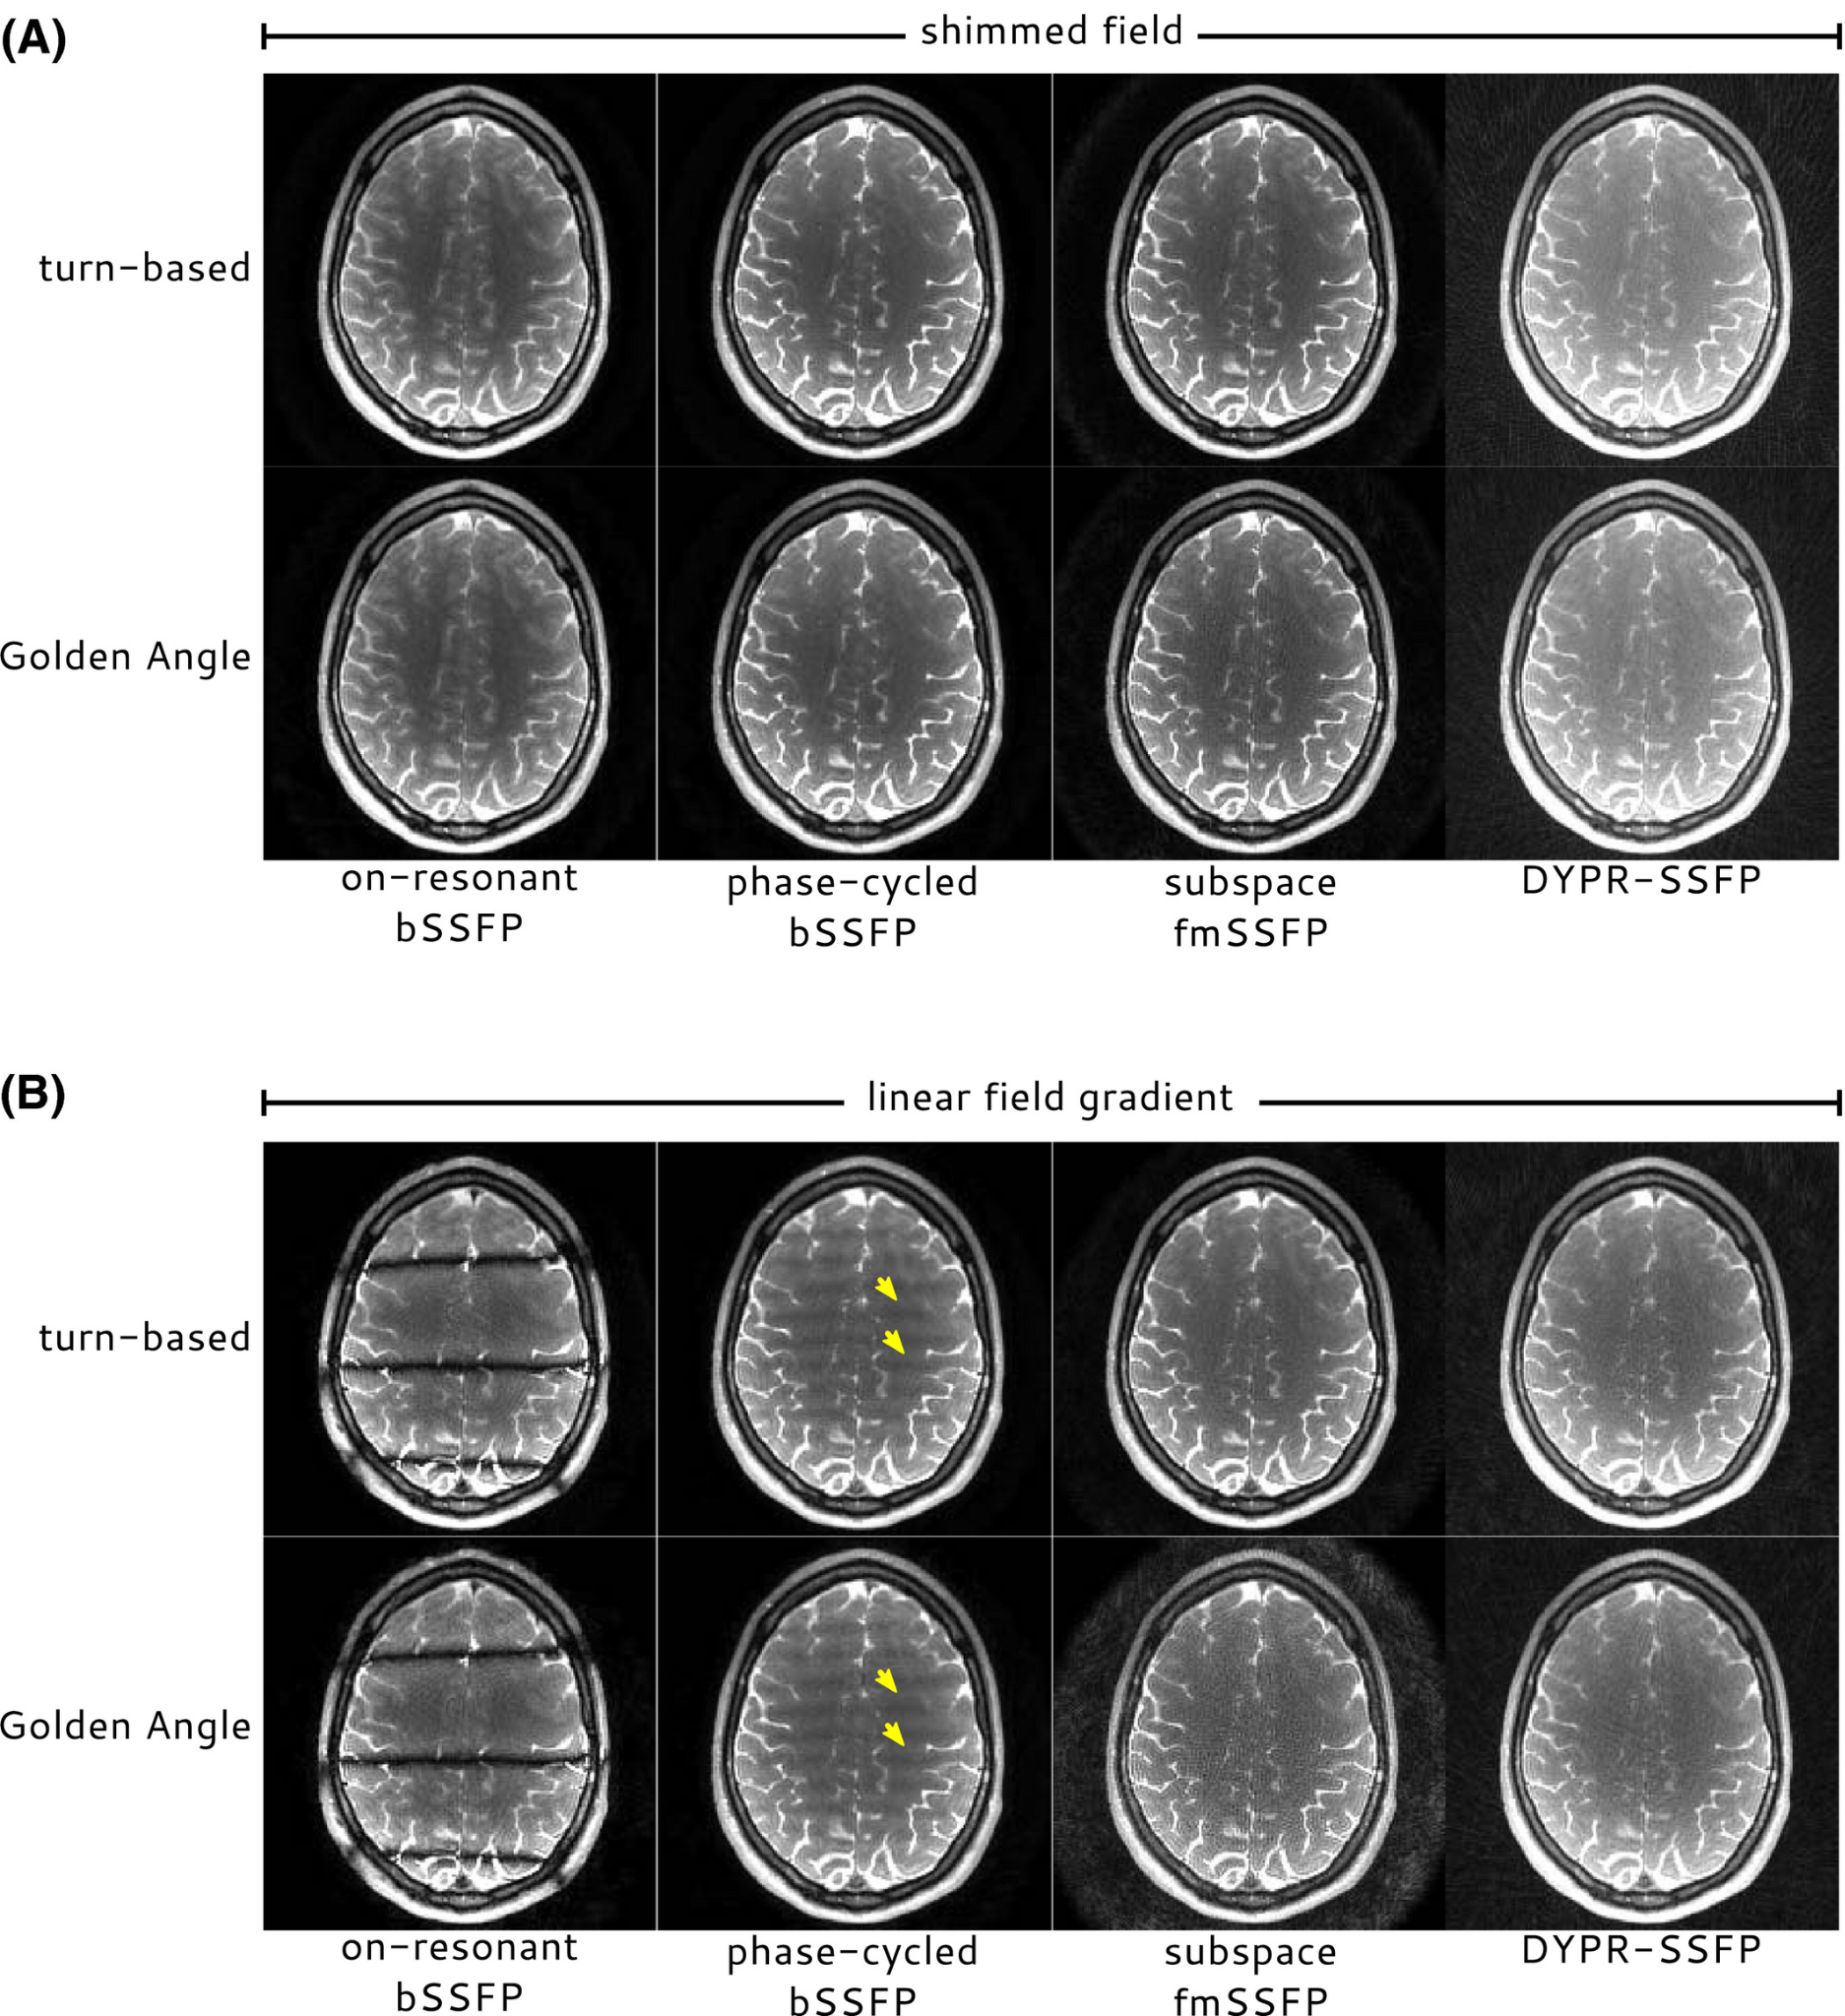 (A)
shimmed field
turn-based
Golden Angle
on-resonant
bSSFP
phase-cycled
bSSFP
subspace
fmSSFP
DYPR-SSFP
(B)
linear field gradient
turn-based
Golden Angle
on-resonant
bSSFP
phase-cycled
bSSFP
subspace
fmSSFP
DYPR-SSFP